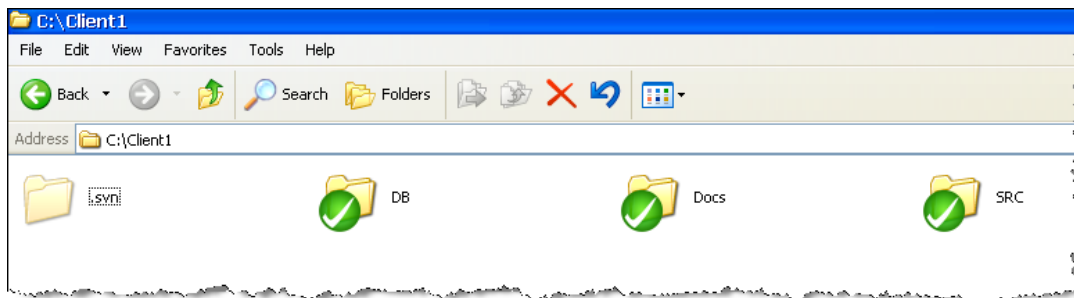 C:\Client1
File Edit View Favorites Tools Help
Back Search Folders
Address C:\Client1
.svn DB Docs SRC